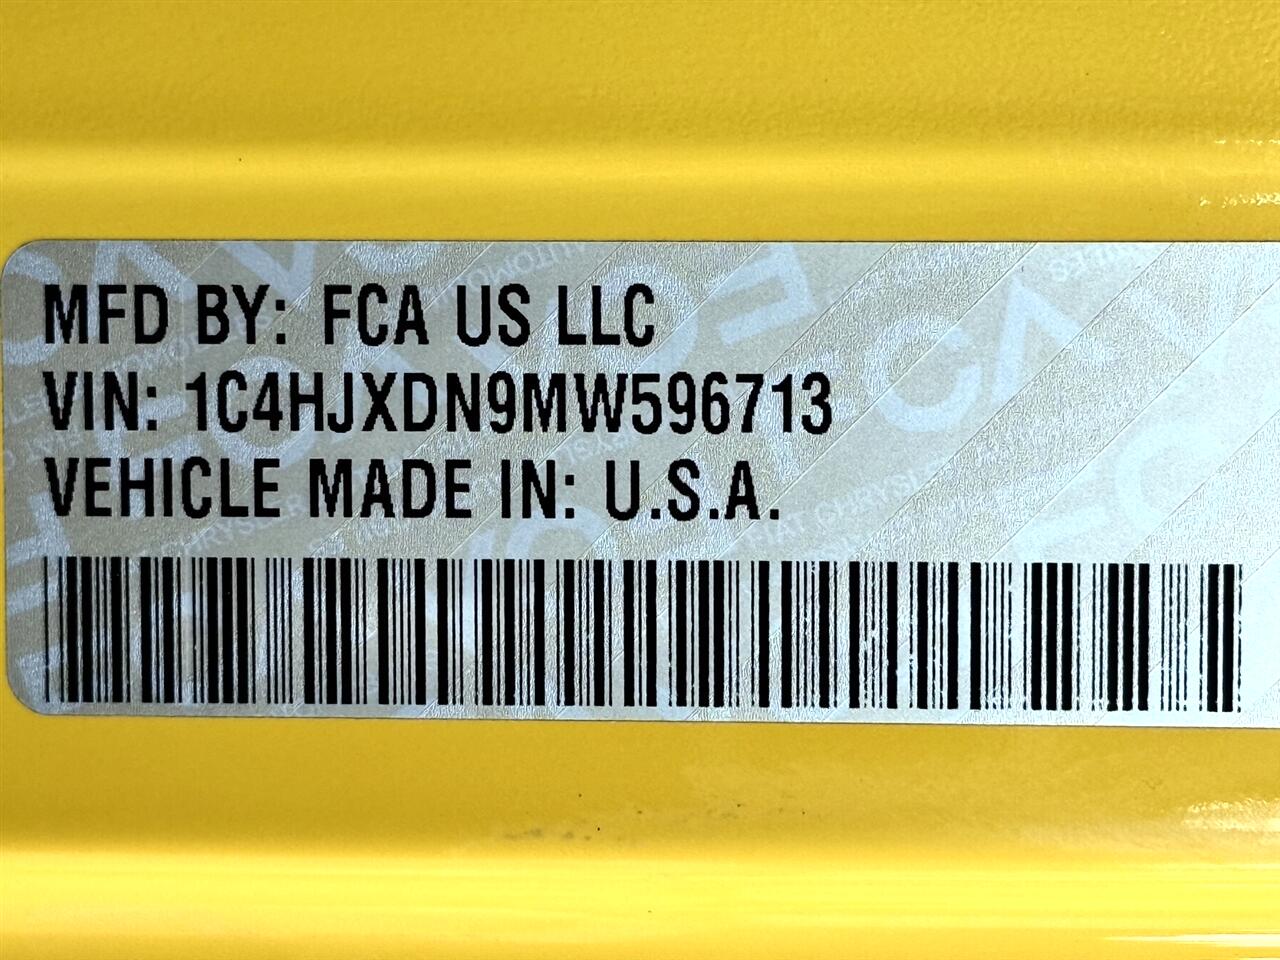 MFD BY: FCA US LLC
VIN: 1C4HJXDN9MW596713
VEHICLE MADE IN: U.S.A.